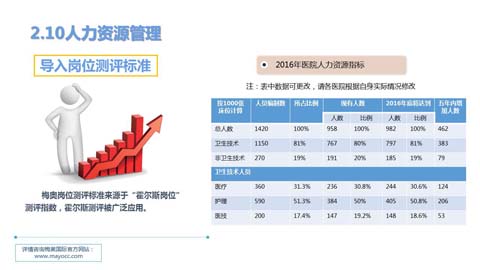 2.10人力资源管理
导入岗位测评标准
梅奥岗位测评标准来源于“霍尔斯岗位”
测评指数，霍尔斯测评被广泛应用。
评信咨询梅奥国际官方网站：
www.mayocc.com
2016年医院人力资源指标
注：表中数据可更改，请各医院根据自身实际情况修改
按1000张床位计算 人员编制数 所占比例 现有人数 2016年底将达到 五年内增加人数
人数 比例 人数 比例
总人数 1420 100% 958 100% 982 100% 462
卫生技术 1150 81% 767 80% 797 81% 383
非卫生技术 270 19% 191 20% 185 19% 79
卫生技术人员
医疗 360 31.3% 236 30.8% 244 30.6% 124
护理 590 51.3% 384 50% 405 50.8% 206
医技 200 17.4% 147 19.2% 148 18.6% 53